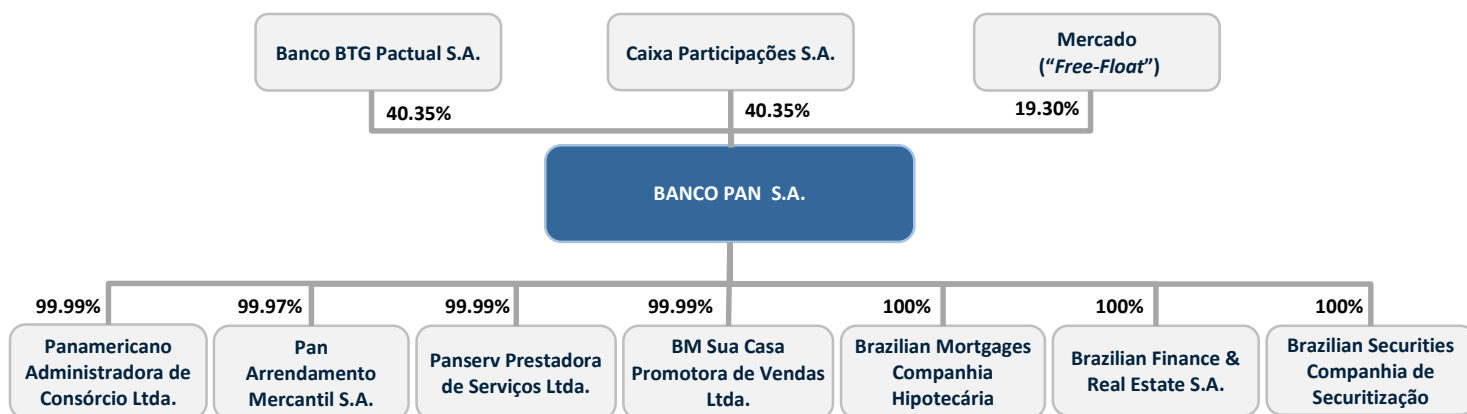 Banco BTG Pactual S.A.
Caixa Participações S.A.
Mercado
(“Free-Float”)
40.35%
40.35%
19.30%
BANCO PAN S.A.
99.99%
99.97%
99.99%
99.99%
100%
100%
100%
Panamericano
Administradora de
Consórcio Ltda.
Pan
Arrendamento
Mercantil S.A.
Panserv Prestadora
de Serviços Ltda.
BM Sua Casa
Promotora de Vendas
Ltda.
Brazilian Mortgages
Companhia
Hipotecária
Brazilian Finance &
Real Estate S.A.
Brazilian Securities
Companhia de
Securitização